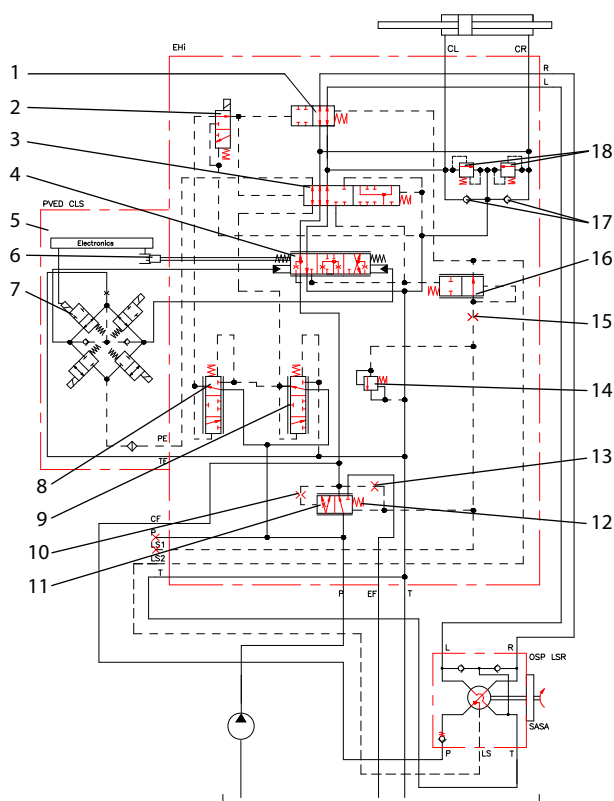 EHi
CL
CR
R
L
1
2
3
4
PVED CLS
5
Electronics
6
7
18
17
16
15
14
13
12
PE
TE
8
9
10
11
CF
P
LS1
LS2
T
P
EF
T
L
R
OSP LSR
SASA
P
LS
T